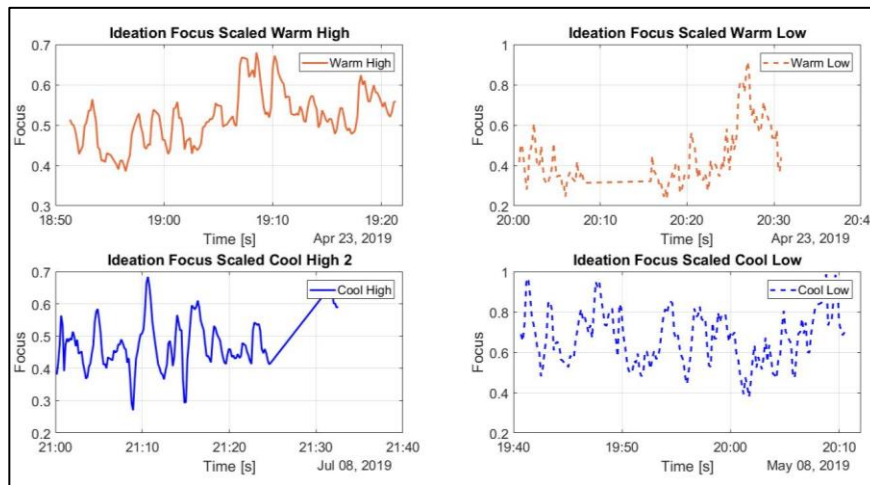 Ideation Focus Scaled Warm High
0.7
0.6
0.5
0.4
0.3
Focus
Warm High
18:50
19:00
19:10
19:20
Time [s]
Apr 23, 2019
Ideation Focus Scaled Warm Low
1
0.8
0.6
0.4
0.2
Focus
Warm Low
20:00
20:10
20:20
20:30
20:4
Time [s]
Apr 23, 2019
Ideation Focus Scaled Cool High 2
0.7
0.6
0.5
0.4
0.3
0.2
Focus
Cool High
21:00
21:10
21:20
21:30
21:40
Time [s]
Jul 08, 2019
Ideation Focus Scaled Cool Low
1
0.8
0.6
0.4
0.2
Focus
Cool Low
19:40
19:50
20:00
20:10
Time [s]
May 08, 2019